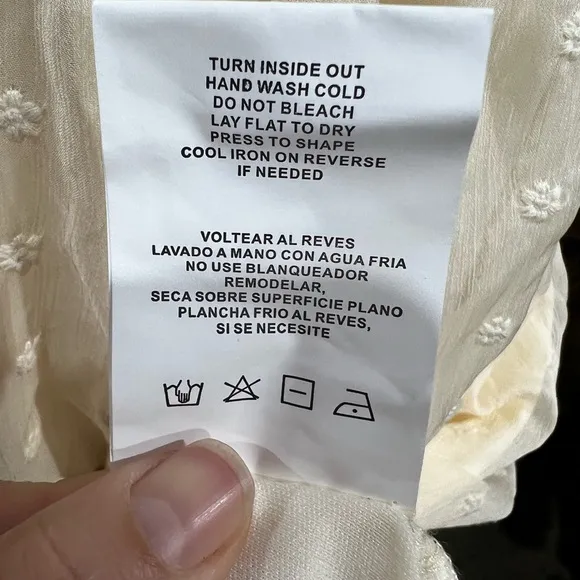 TURN INSIDE OUT
HAND WASH COLD
DO NOT BLEACH
LAY FLAT TO DRY
PRESS TO SHAPE
COOL IRON ON REVERSE
IF NEEDED
VOLTEAR AL REVES
LAVADO A MANO CON AGUA FRIA
NO USE BLANQUEADOR
REMODELAR,
SECA SOBRE SUPERFICIE PLANO
PLANCHA FRIO AL REVES,
SI SE NECESITE